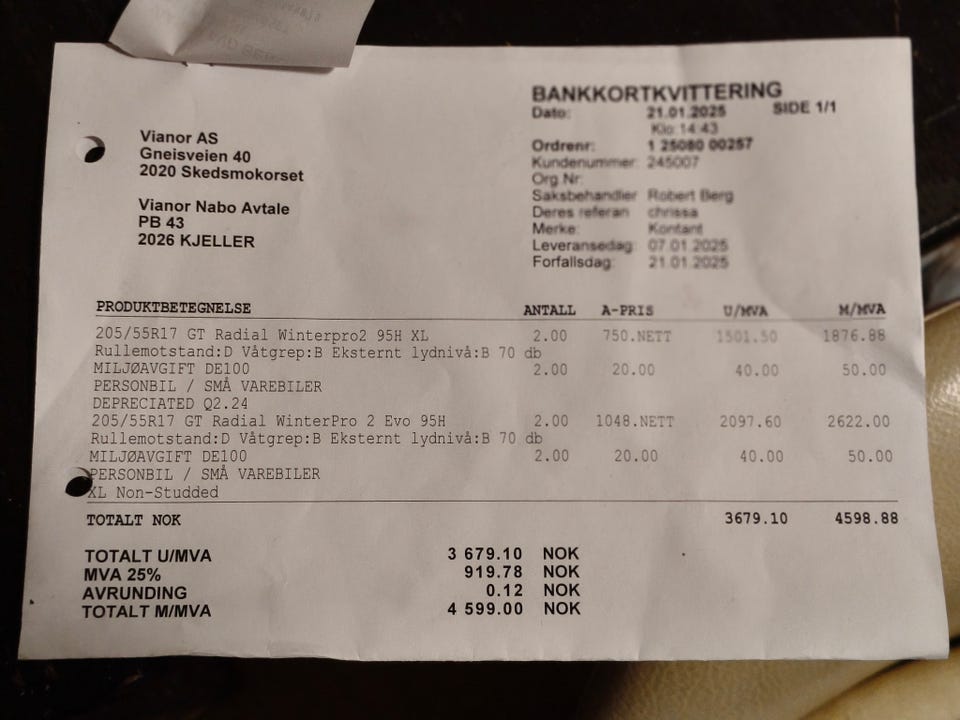 Vianor AS
Gneisveien 40
2020 Skedsmokorset
Vianor Nabo Avtale
PB 43
2026 KJELLER
BANKKORTKVITTERING
Dato: 21.01.2025 SIDE 1/1
Klo: 14:43
Ordrenr: 1 25080 00257
Kundenummer: 245007
Org Nr:
Saksbehandler Robert Berg
Deres referan chrissa
Merke: Kontant
Leveransedag: 07.01.2025
Forfallsdag: 21.01.2025
PRODUKTBETEGNELSE ANTALL A-PRIS U/MVA M/MVA
205/55R17 GT Radial Winterpro2 95H XL 2.00 750.NETT 1501.50 1876.88
Rullemotstand:D Våtgrep:B Eksternt lydnivå:B 70 db
MILJØAVGIFT DE100 2.00 20.00 40.00 50.00
PERSONBIL / SMÅ VAREBILER
DEPRECIATED Q2.24
205/55R17 GT Radial WinterPro 2 Evo 95H 2.00 1048.NETT 2097.60 2622.00
Rullemotstand:D Våtgrep:B Eksternt lydnivå:B 70 db
MILJØAVGIFT DE100 2.00 20.00 40.00 50.00
PERSONBIL / SMÅ VAREBILER
XL Non-Studded
TOTALT NOK 3679.10 4598.88
TOTALT U/MVA 3 679.10 NOK
MVA 25% 919.78 NOK
AVRUNDING 0.12 NOK
TOTALT M/MVA 4 599.00 NOK